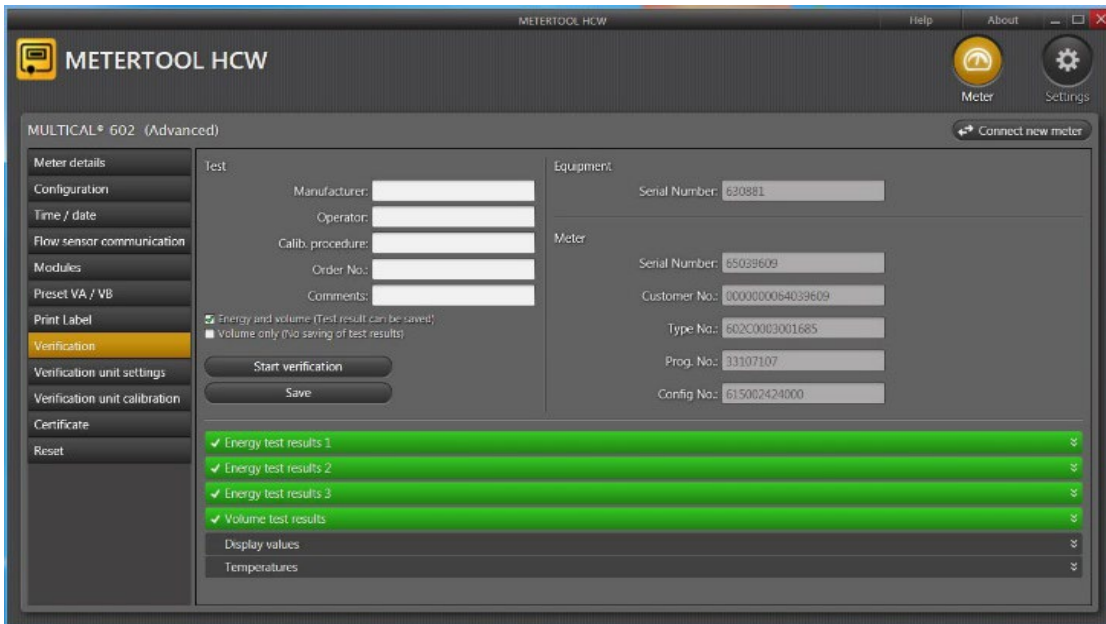 METERTOOL HCW
Help
About
METERTOOL HCW
Meter
Settings
MULTICAL® 602 (Advanced)
Connect new meter
Meter details
Configuration
Time / date
Flow sensor communication
Modules
Preset VA / VB
Print Label
Verification
Verification unit settings
Verification unit calibration
Certificate
Reset
Test
Manufacturer:
Operator:
Calib. procedure:
Order No.:
Comments:
Energy and volume (Test result can be saved)
Volume only (No saving of test results)
Start verification
Save
Equipment
Serial Number: 630881
Meter
Serial Number: 65039609
Customer No.: 0000000064039609
Type No.: 602C0003001685
Prog. No.: 33107107
Config No.: 615002424000
Energy test results 1
Energy test results 2
Energy test results 3
Volume test results
Display values
Temperatures